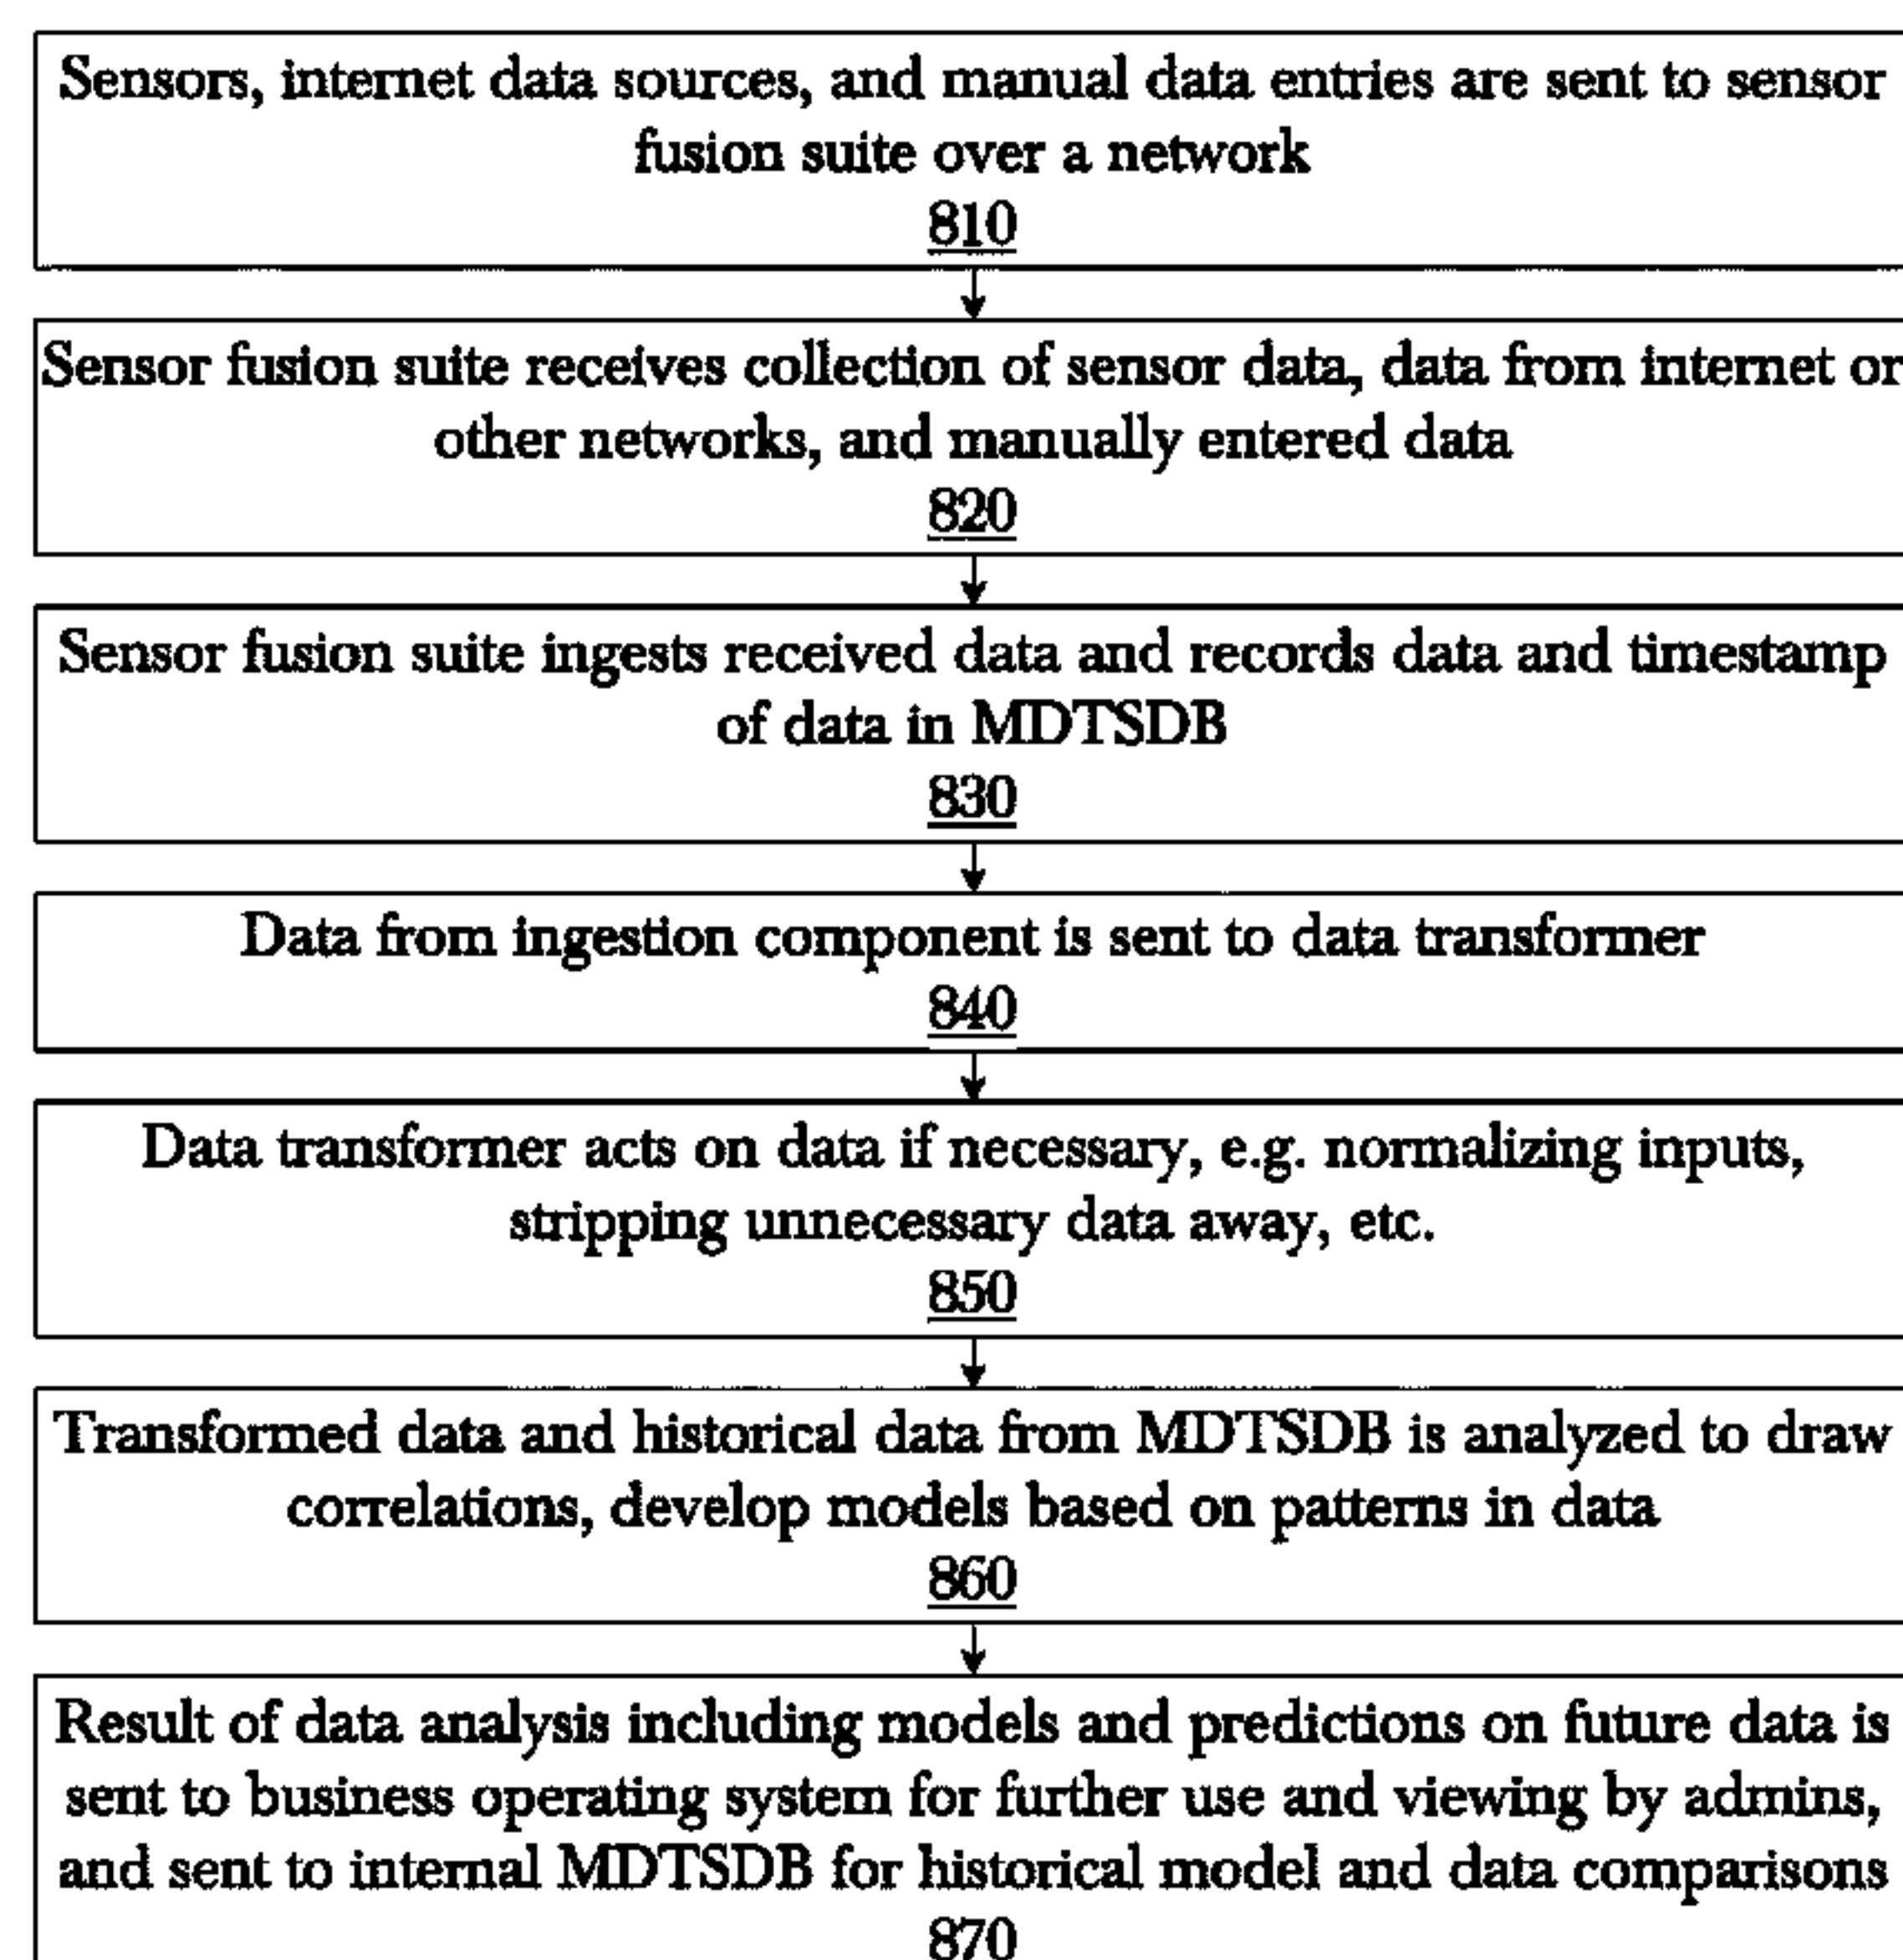 Sensors, internet data sources, and manual data entries are sent to sensor
fusion suite over a network
810
Sensor fusion suite receives collection of sensor data, data from internet or
other networks, and manually entered data
820
Sensor fusion suite ingests received data and records data and timestamp
of data in MDTSDB
830
Data from ingestion component is sent to data transformer
840
Data transformer acts on data if necessary, e.g. normalizing inputs,
stripping unnecessary data away, etc.
850
Transformed data and historical data from MDTSDB is analyzed to draw
correlations, develop models based on patterns in data
860
Result of data analysis including models and predictions on future data is
sent to business operating system for further use and viewing by admins,
and sent to internal MDTSDB for historical model and data comparisons
870